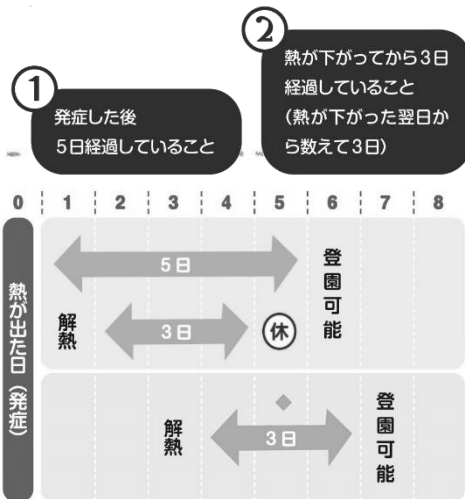 ①
発症した後
5日経過していること
②
熱が下がってから3日
経過していること
(熱が下がった翌日か
ら数えて3日)
0 1 2 3 4 5 6 7 8
熱が出た日(発症)
5日
解熱
3日
休
登園可能
解熱
3日
登園可能